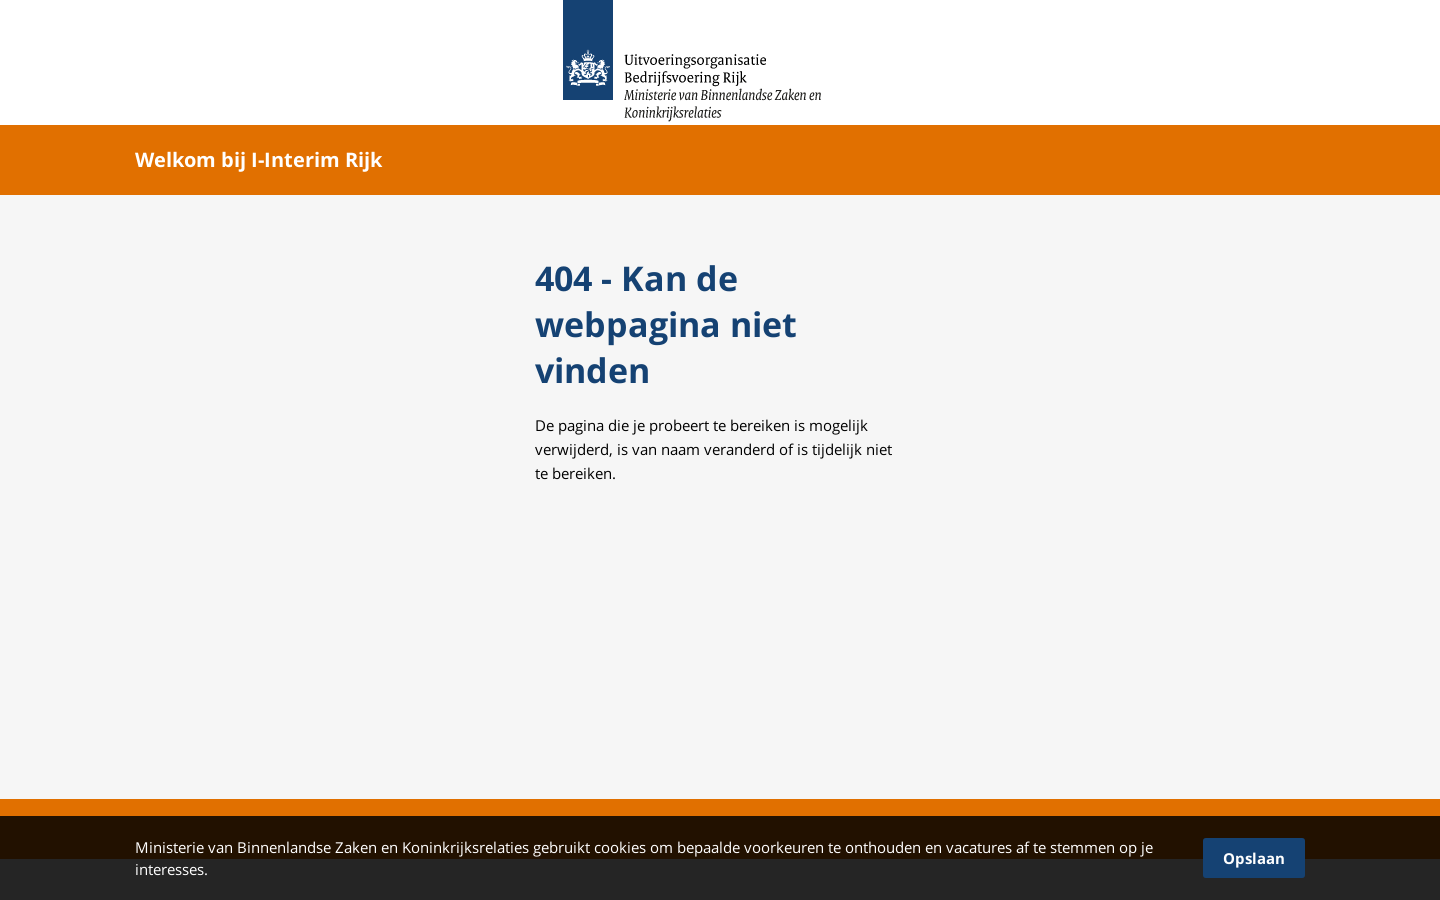 Uitvoeringsorganisatie
Bedrijfsvoering Rijk
Ministerie van Binnenlandse Zaken en
Koninkrijksrelaties
Welkom bij I-Interim Rijk
404 - Kan de
webpagina niet
vinden
De pagina die je probeert te bereiken is mogelijk
verwijderd, is van naam veranderd of is tijdelijk niet
te bereiken.
Ministerie van Binnenlandse Zaken en Koninkrijksrelaties gebruikt cookies om bepaalde voorkeuren te onthouden en vacatures af te stemmen op je
interesses.
Opslaan